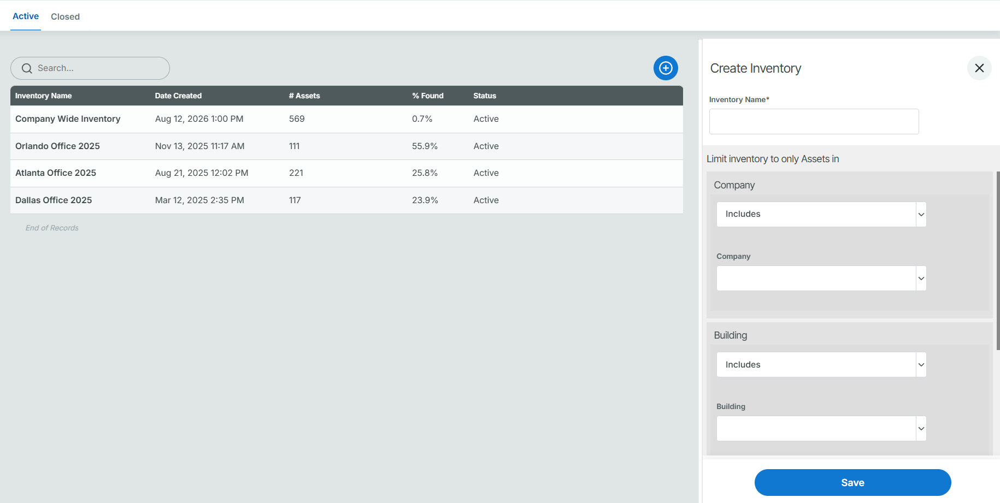 Active Closed
Search...
Inventory Name Date Created # Assets % Found Status
Company Wide Inventory Aug 12, 2026 1:00 PM 569 0.7% Active
Orlando Office 2025 Nov 13, 2025 11:17 AM 111 55.9% Active
Atlanta Office 2025 Aug 21, 2025 12:02 PM 221 25.8% Active
Dallas Office 2025 Mar 12, 2025 2:35 PM 117 23.9% Active
End of Records
Create Inventory
Inventory Name*
Limit inventory to only Assets in
Company
Includes
Company
Building
Includes
Building
Save